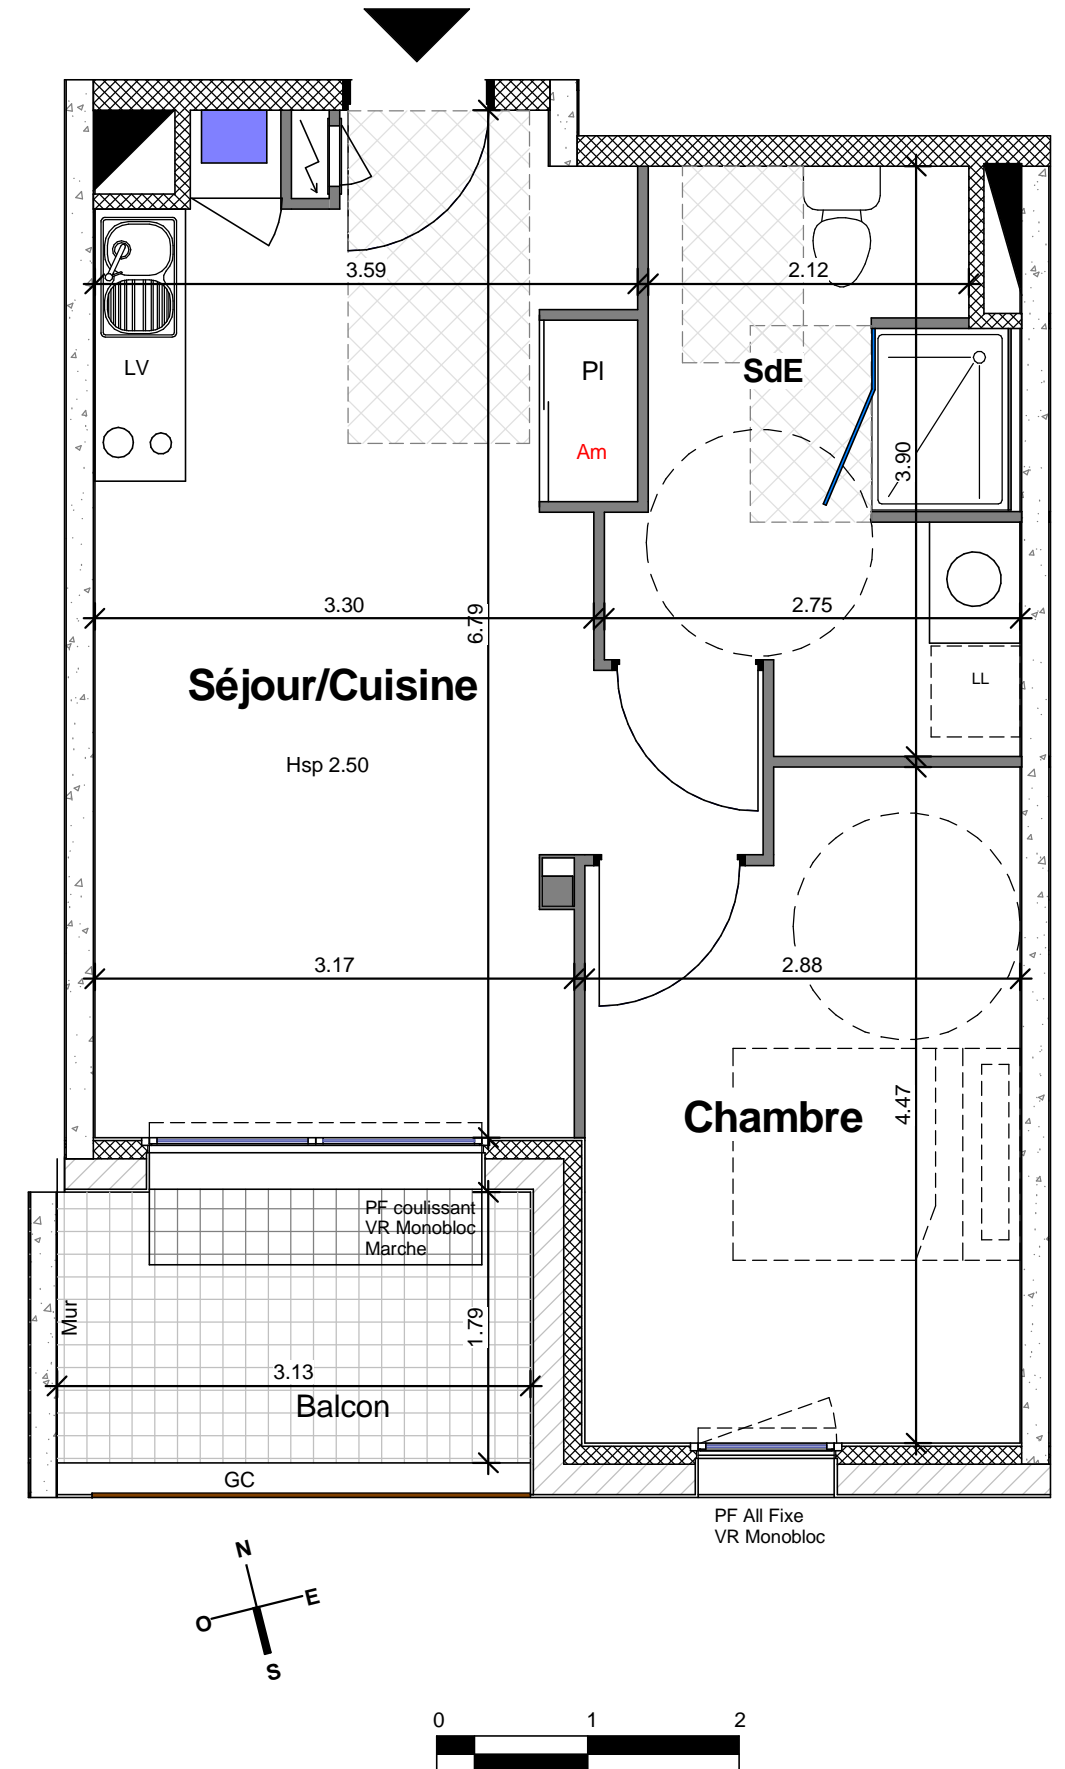 3.59
2.12
LV
Pl
SdE
Am
3.90
3.30
6.79
2.75
Séjour/Cuisine
LL
Hsp 2.50
3.17
2.88
Chambre
4.47
PF coulissant
VR Monobloc
Marche
Mur
1.79
3.13
Balcon
GC
PF All Fixe
VR Monobloc
N
E
O
S
0 1 2